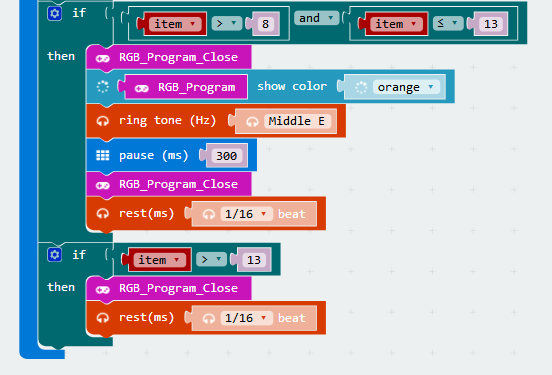 if item > 8 and item ≤ 13
then RGB_Program_Close
RGB_Program show color orange
ring tone (Hz) Middle E
pause (ms) 300
RGB_Program_Close
rest(ms) 1/16 beat
if item > 13
then RGB_Program_Close
rest(ms) 1/16 beat